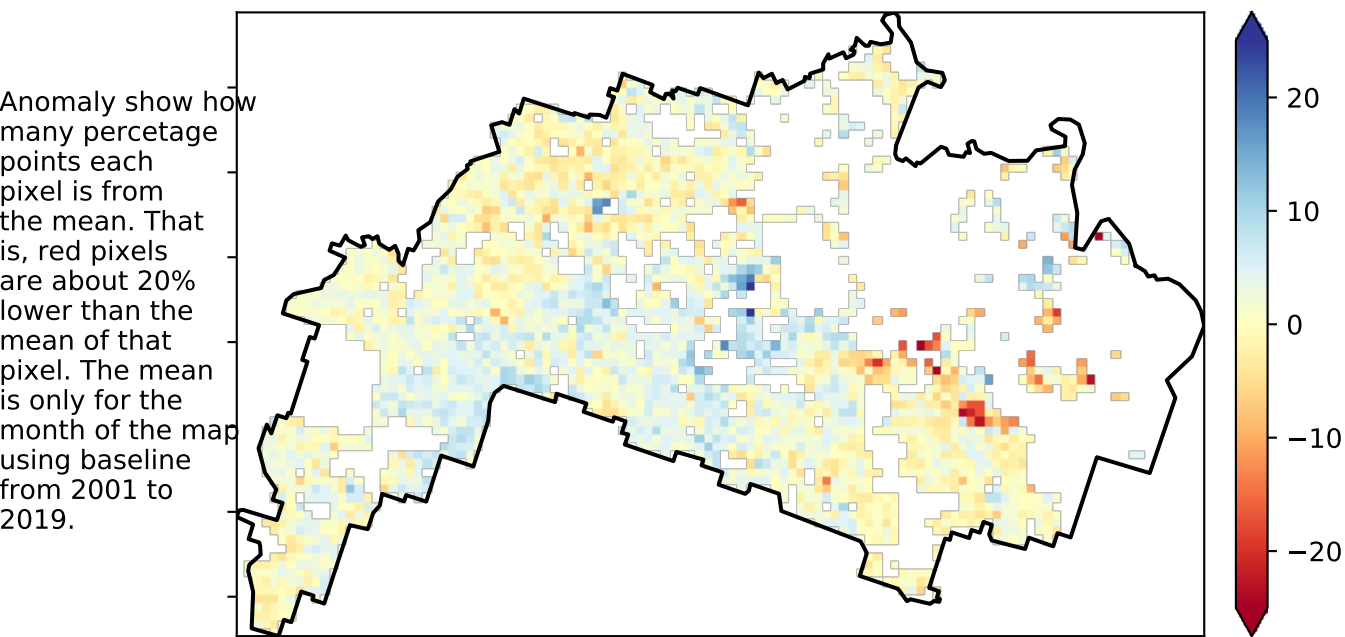 Anomaly show how
many percetage
points each
pixel is from
the mean. That
is, red pixels
are about 20%
lower than the
mean of that
pixel. The mean
is only for the
month of the map
using baseline
from 2001 to
2019.
20
10
0
−10
−20